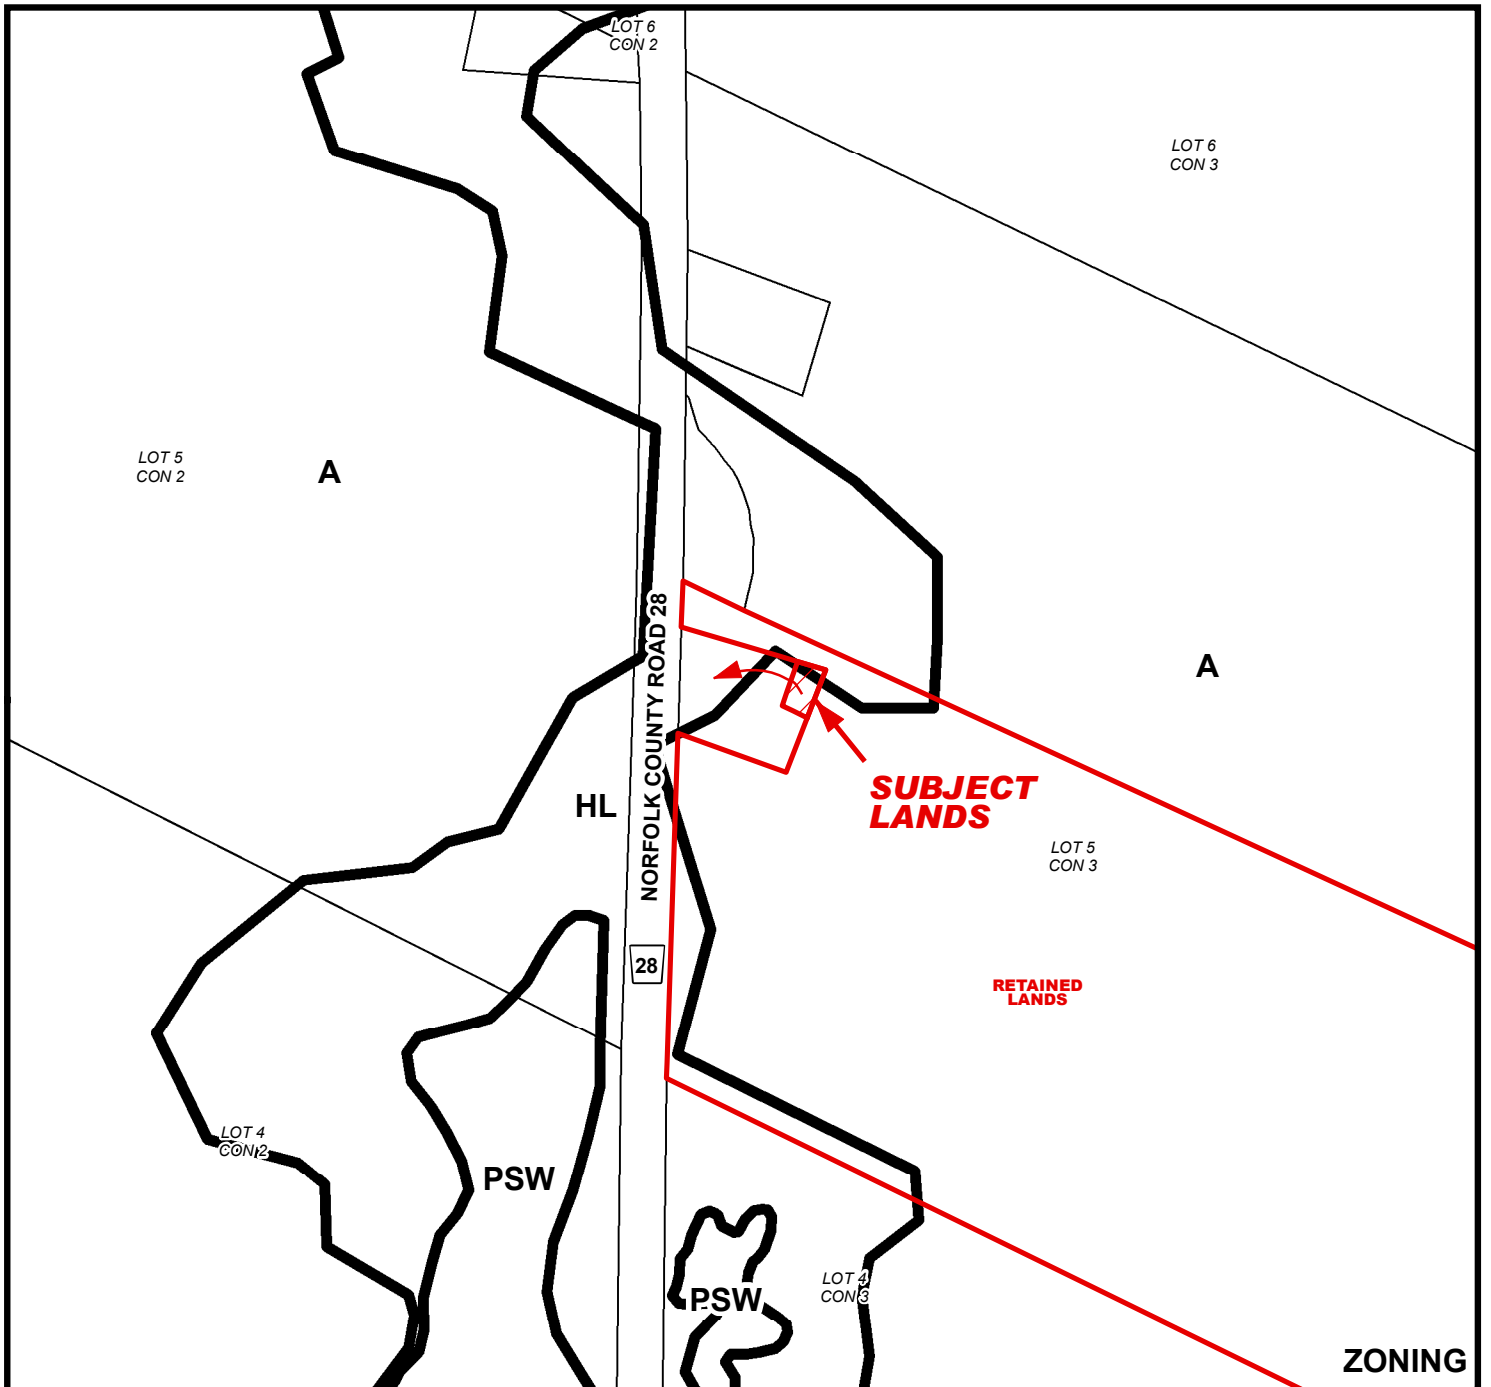 LOT 6
CON 2
LOT 6
CON 3
LOT 5
CON 2
A
A
NORFOLK COUNTY ROAD 28
HL
SUBJECT
LANDS
LOT 5
CON 3
28
RETAINED
LANDS
LOT 4
CON 2
PSW
LOT 4
CON 3
PSW
ZONING